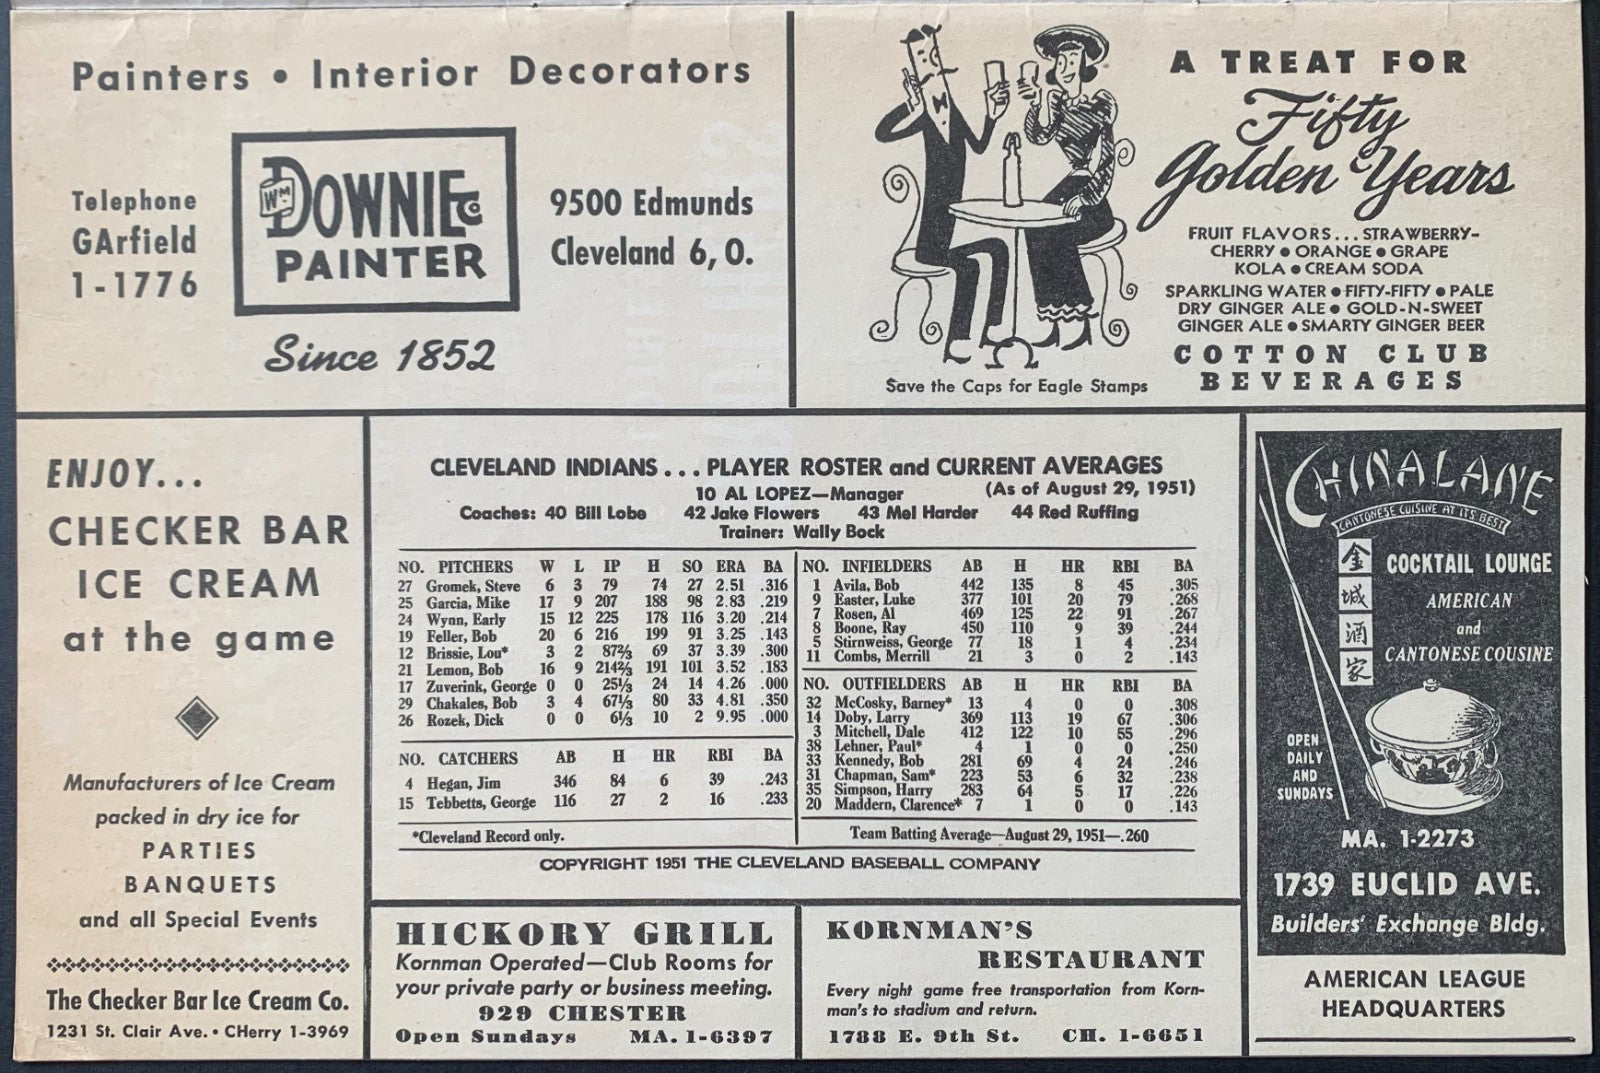 Painters • Interior Decorators
Telephone
GArfield
1-1776
WM DOWNIE Co
PAINTER
9500 Edmunds
Cleveland 6, O.
Since 1852
A TREAT FOR
Fifty
Golden Years
FRUIT FLAVORS... STRAWBERRY-
CHERRY • ORANGE • GRAPE
KOLA • CREAM SODA
SPARKLING WATER • FIFTY-FIFTY • PALE
DRY GINGER ALE • GOLD-N-SWEET
GINGER ALE • SMARTY GINGER BEER
COTTON CLUB
BEVERAGES
Save the Caps for Eagle Stamps
ENJOY...
CHECKER BAR
ICE CREAM
at the game
Manufacturers of Ice Cream
packed in dry ice for
PARTIES
BANQUETS
and all Special Events
The Checker Bar Ice Cream Co.
1231 St. Clair Ave. • CHerry 1-3969
CLEVELAND INDIANS... PLAYER ROSTER and CURRENT AVERAGES
10 AL LOPEZ—Manager (As of August 29, 1951)
Coaches: 40 Bill Lobe 42 Jake Flowers 43 Mel Harder 44 Red Ruffing
Trainer: Wally Bock
NO. PITCHERS W L IP H SO ERA BA
27 Gromek, Steve 6 3 79 74 27 2.51 .316
25 Garcia, Mike 17 9 207 188 98 2.83 .219
24 Wynn, Early 15 12 225 178 116 3.20 .214
19 Feller, Bob 20 6 216 199 91 3.25 .143
12 Brissie, Lou* 3 2 87⅔ 69 37 3.39 .300
21 Lemon, Bob 16 9 214⅔ 191 101 3.52 .183
17 Zuverink, George 0 0 25⅓ 24 14 4.26 .000
29 Chakales, Bob 3 4 67⅓ 80 33 4.81 .350
26 Rozek, Dick 0 0 6⅓ 10 2 9.95 .000
NO. CATCHERS AB H HR RBI BA
4 Hegan, Jim 346 84 6 39 .243
15 Tebbetts, George 116 27 2 16 .233
*Cleveland Record only.
NO. INFIELDERS AB H HR RBI BA
1 Avila, Bob 442 135 8 45 .305
9 Easter, Luke 377 101 20 79 .268
7 Rosen, Al 469 125 22 91 .267
8 Boone, Ray 450 110 9 39 .244
5 Stirnweiss, George 77 18 1 4 .234
11 Combs, Merrill 21 3 0 2 .143
NO. OUTFIELDERS AB H HR RBI BA
32 McCosky, Barney* 13 4 0 0 .308
14 Doby, Larry 369 113 19 67 .306
3 Mitchell, Dale 412 122 10 55 .296
38 Lehner, Paul* 4 1 0 0 .250
33 Kennedy, Bob 281 69 4 24 .246
31 Chapman, Sam* 223 53 6 32 .238
35 Simpson, Harry 283 64 5 17 .226
20 Maddern, Clarence* 7 1 0 0 .143
Team Batting Average—August 29, 1951—.260
COPYRIGHT 1951 THE CLEVELAND BASEBALL COMPANY
CHINALANE
CANTONESE CUISINE AT ITS BEST
金
城
酒
家
COCKTAIL LOUNGE
AMERICAN
and
CANTONESE COUSINE
OPEN
DAILY
AND
SUNDAYS
MA. 1-2273
1739 EUCLID AVE.
Builders' Exchange Bldg.
AMERICAN LEAGUE
HEADQUARTERS
HICKORY GRILL
Kornman Operated—Club Rooms for
your private party or business meeting.
929 CHESTER
Open Sundays MA. 1-6397
KORNMAN'S
RESTAURANT
Every night game free transportation from Korn-
man's to stadium and return.
1788 E. 9th St. CH. 1-6651